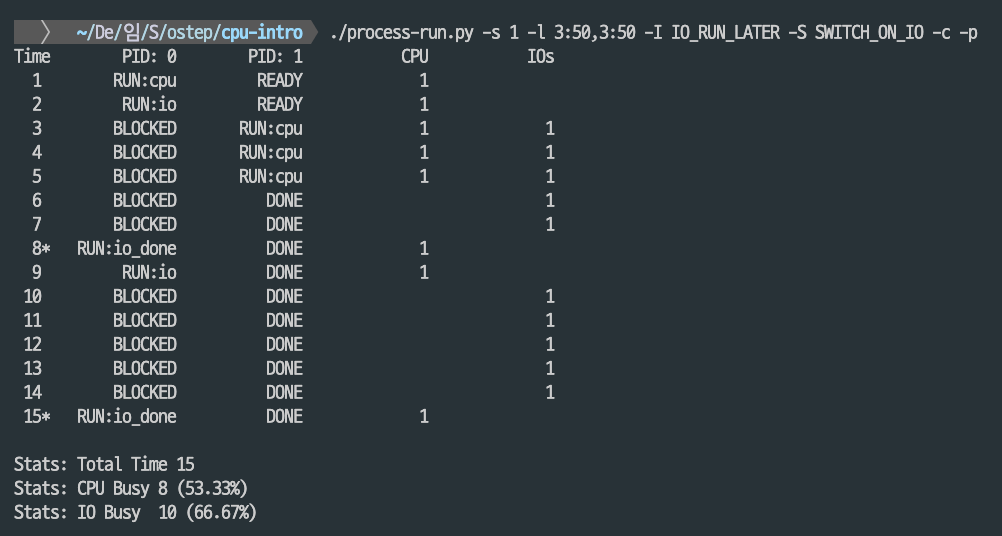 ~/De/임/S/ostep/cpu-intro ./process-run.py -s 1 -l 3:50,3:50 -I IO_RUN_LATER -S SWITCH_ON_IO -c -p
Time PID: 0 PID: 1 CPU IOs
1 RUN:cpu READY 1
2 RUN:io READY 1
3 BLOCKED RUN:cpu 1 1
4 BLOCKED RUN:cpu 1 1
5 BLOCKED RUN:cpu 1 1
6 BLOCKED DONE 1
7 BLOCKED DONE 1
8* RUN:io_done DONE 1
9 RUN:io DONE 1
10 BLOCKED DONE 1
11 BLOCKED DONE 1
12 BLOCKED DONE 1
13 BLOCKED DONE 1
14 BLOCKED DONE 1
15* RUN:io_done DONE 1
Stats: Total Time 15
Stats: CPU Busy 8 (53.33%)
Stats: IO Busy 10 (66.67%)